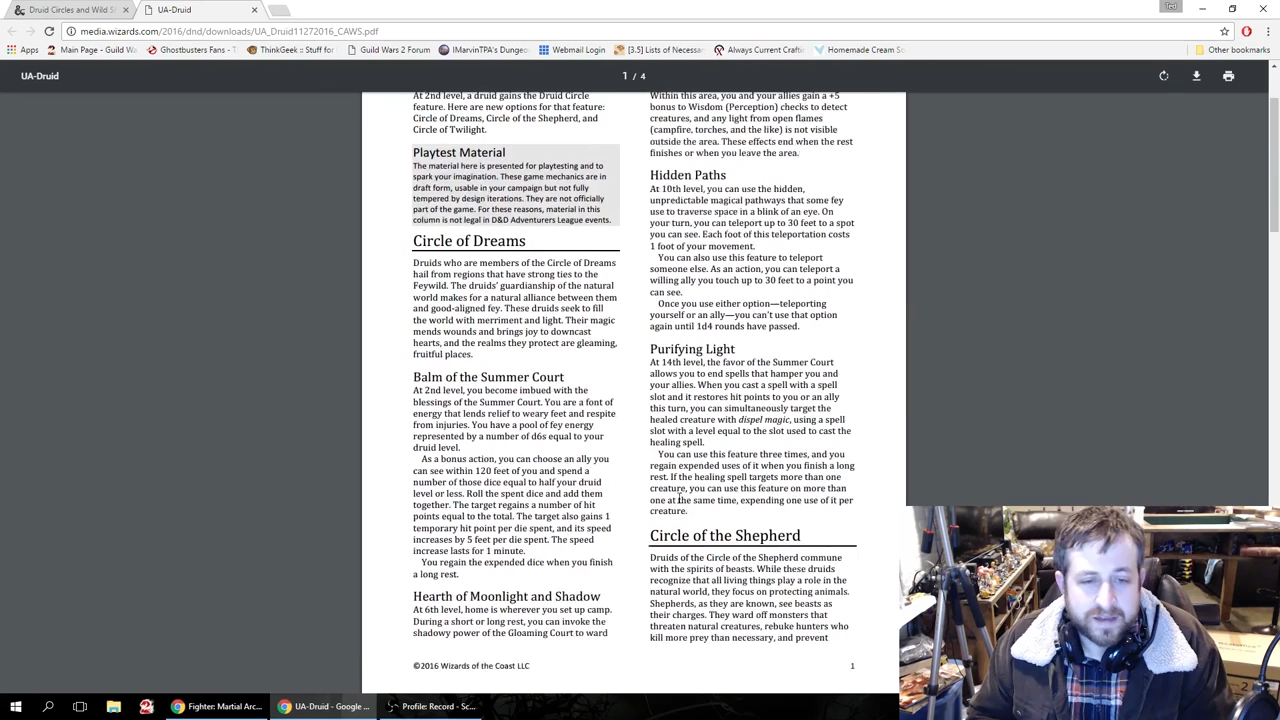 Druid Circles and Wild S
UA-Druid
Ted
media.wizards.com/2016/dnd/downloads/UA_Druid11272016_CAWS.pdf
Apps
Main Page - Guild Wa
Ghostbusters Fan - T
ThinkGeek :: Stuff for
Guild Wars 2 Forum
IMarvinTPA's Dungeo
Webmail Login
[3.5] Lists of Necessar
Always Current Crafti
Homemade Cream So
Other bookmarks
UA-Druid
1 / 4
At 2nd level, a druid gains the Druid Circle
feature. Here are new options for that feature:
Circle of Dreams, Circle of the Shepherd, and
Circle of Twilight.
Playtest Material
The material here is presented for playtesting and to
spark your imagination. These game mechanics are in
draft form, usable in your campaign but not fully
tempered by design iterations. They are not officially
part of the game. For these reasons, material in this
column is not legal in D&D Adventurers League events.
Circle of Dreams
Druids who are members of the Circle of Dreams
hail from regions that have strong ties to the
Feywild. The druids' guardianship of the natural
world makes for a natural alliance between them
and good-aligned fey. These druids seek to fill
the world with merriment and light. Their magic
mends wounds and brings joy to downcast
hearts, and the realms they protect are gleaming,
fruitful places.
Balm of the Summer Court
At 2nd level, you become imbued with the
blessings of the Summer Court. You are a font of
energy that lends relief to weary feet and respite
from injuries. You have a pool of fey energy
represented by a number of d6s equal to your
druid level.
As a bonus action, you can choose an ally you
can see within 120 feet of you and spend a
number of those dice equal to half your druid
level or less. Roll the spent dice and add them
together. The target regains a number of hit
points equal to the total. The target also gains 1
temporary hit point per die spent, and its speed
increases by 5 feet per die spent. The speed
increase lasts for 1 minute.
You regain the expended dice when you finish
a long rest.
Hearth of Moonlight and Shadow
At 6th level, home is wherever you set up camp.
During a short or long rest, you can invoke the
shadowy power of the Gloaming Court to ward
Within this area, you and your allies gain a +5
bonus to Wisdom (Perception) checks to detect
creatures, and any light from open flames
(campfire, torches, and the like) is not visible
outside the area. These effects end when the rest
finishes or when you leave the area.
Hidden Paths
At 10th level, you can use the hidden,
unpredictable magical pathways that some fey
use to traverse space in a blink of an eye. On
your turn, you can teleport up to 30 feet to a spot
you can see. Each foot of this teleportation costs
1 foot of your movement.
You can also use this feature to teleport
someone else. As an action, you can teleport a
willing ally you touch up to 30 feet to a point you
can see.
Once you use either option—teleporting
yourself or an ally—you can't use that option
again until 1d4 rounds have passed.
Purifying Light
At 14th level, the favor of the Summer Court
allows you to end spells that hamper you and
your allies. When you cast a spell with a spell
slot and it restores hit points to you or an ally
this turn, you can simultaneously target the
healed creature with dispel magic, using a spell
slot with a level equal to the slot used to cast the
healing spell.
You can use this feature three times, and you
regain expended uses of it when you finish a long
rest. If the healing spell targets more than one
creature, you can use this feature on more than
one at the same time, expending one use of it per
creature.
Circle of the Shepherd
Druids of the Circle of the Shepherd commune
with the spirits of beasts. While these druids
recognize that all living things play a role in the
natural world, they focus on protecting animals.
Shepherds, as they are known, see beasts as
their charges. They ward off monsters that
threaten natural creatures, rebuke hunters who
kill more prey than necessary, and prevent
©2016 Wizards of the Coast LLC
1
Fighter: Martial Arc...
UA-Druid - Google ...
Profile: Record - Sc...